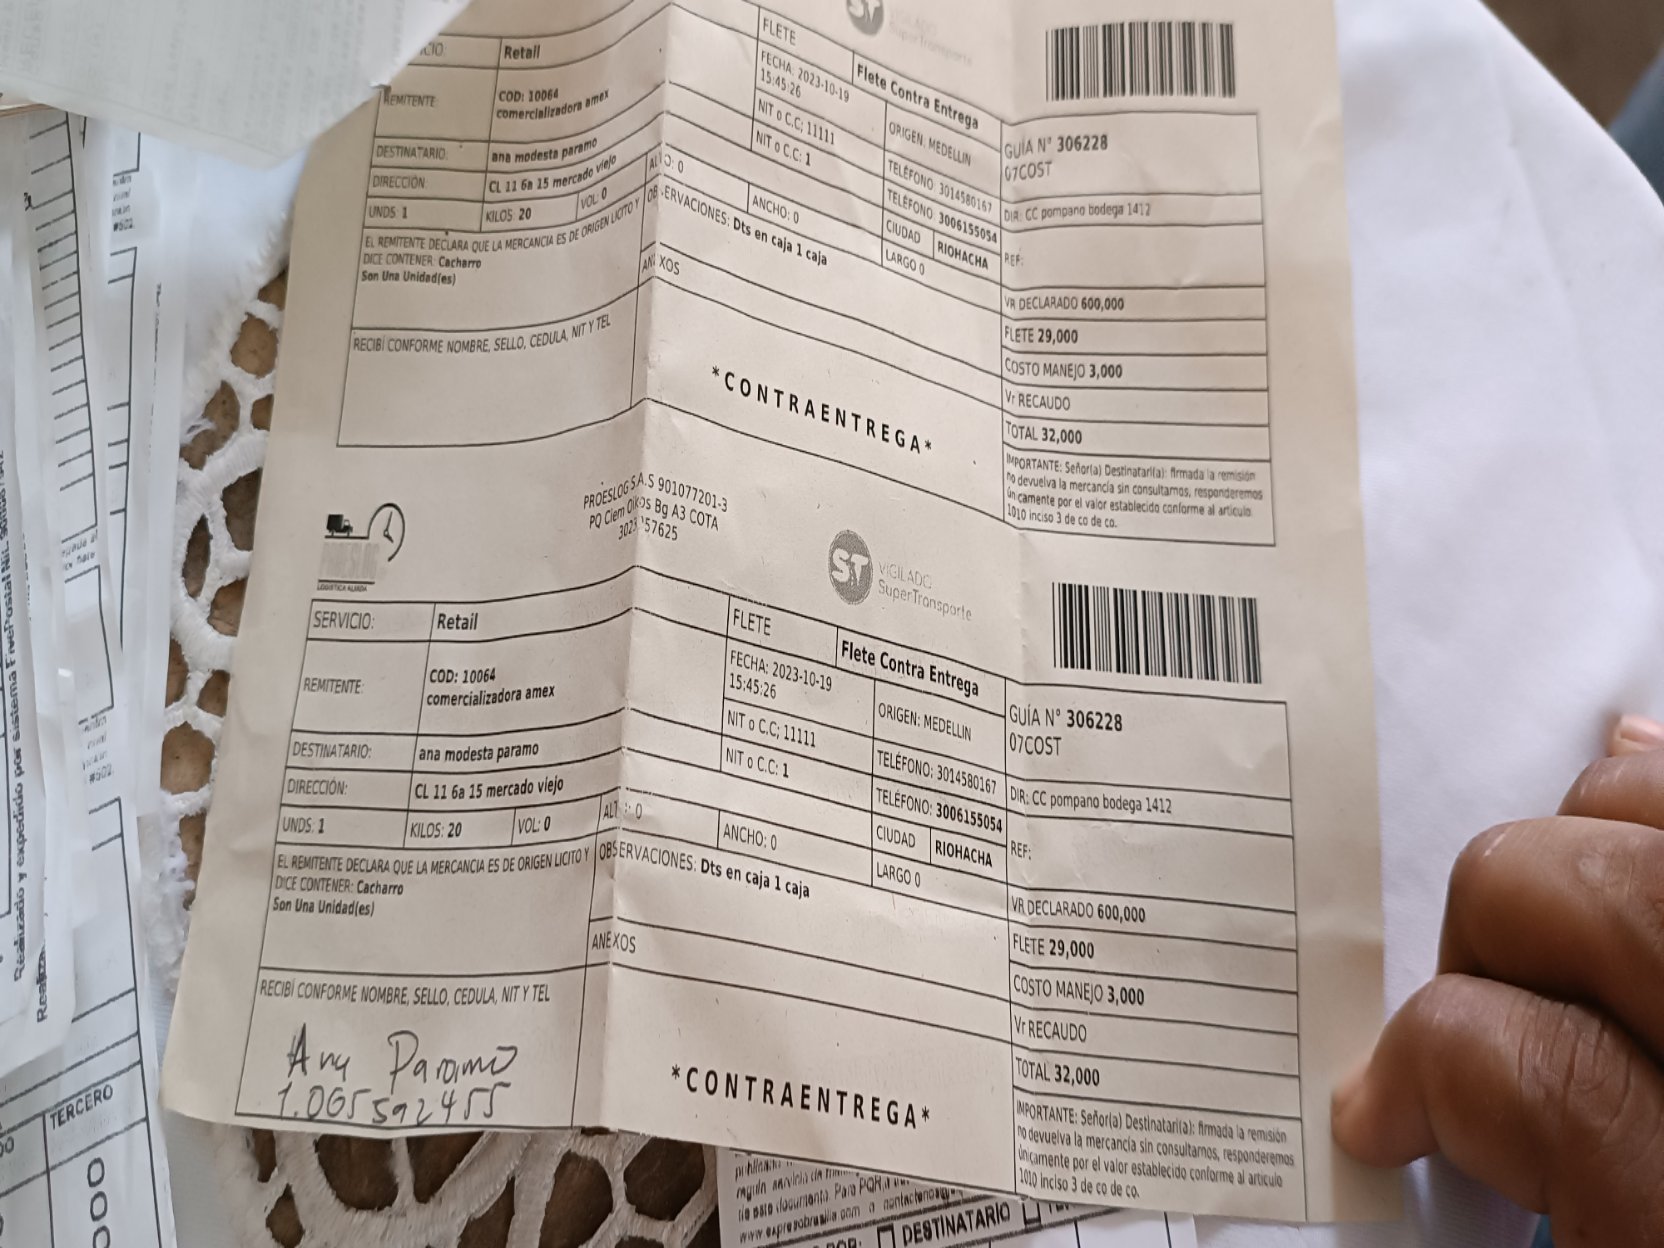 Retail
FLETE
Flete Contra Entrega
REMITENTE
COD: 10064
comercializadora amex
FECHA: 2023-10-19
15:45:26
ORIGEN: MEDELLIN
GUÍA N° 306228
07COST
NIT o C.C; 11111
TELÉFONO: 3014580167
DIR: CC pompano bodega 1412
DESTINATARIO:
ana modesta paramo
NIT o C.C: 1
TELÉFONO: 3006155054
DIRECCIÓN:
CL 11 6a 15 mercado viejo
CIUDAD
RIOHACHA
REF:
UNDS: 1
KILOS: 20
VOL: 0
ANCHO: 0
LARGO 0
EL REMITENTE DECLARA QUE LA MERCANCIA ES DE ORIGEN LICITO Y
DICE CONTENER: Cacharro
Son Una Unidad(es)
OBSERVACIONES: Dts en caja 1 caja
VR DECLARADO 600,000
ANEXOS
FLETE 29,000
COSTO MANEJO 3,000
RECIBÍ CONFORME NOMBRE, SELLO, CEDULA, NIT Y TEL
*CONTRAENTREGA*
Vr RECAUDO
TOTAL 32,000
IMPORTANTE: Señor(a) Destinatari(a): firmada la remisión
no devuelva la mercancía sin consultarnos, responderemos
únicamente por el valor establecido conforme al articulo
1010 inciso 3 de co de co.
PROESLOG S.A.S 901077201-3
PQ Ciem Oikos Bg A3 COTA
ST
VIGILADO
SuperTransporte
PROESLOG
SERVICIO:
Retail
FLETE
Flete Contra Entrega
REMITENTE:
COD: 10064
comercializadora amex
FECHA: 2023-10-19
15:45:26
ORIGEN: MEDELLIN
GUÍA N° 306228
07COST
NIT o C.C; 11111
TELÉFONO: 3014580167
DIR: CC pompano bodega 1412
DESTINATARIO:
ana modesta paramo
NIT o C.C: 1
TELÉFONO: 3006155054
DIRECCIÓN:
CL 11 6a 15 mercado viejo
CIUDAD
RIOHACHA
REF:
UNDS: 1
KILOS: 20
VOL: 0
ANCHO: 0
LARGO 0
EL REMITENTE DECLARA QUE LA MERCANCIA ES DE ORIGEN LICITO Y
DICE CONTENER: Cacharro
Son Una Unidad(es)
OBSERVACIONES: Dts en caja 1 caja
VR DECLARADO 600,000
ANEXOS
FLETE 29,000
COSTO MANEJO 3,000
RECIBÍ CONFORME NOMBRE, SELLO, CEDULA, NIT Y TEL
Ana Paramo
1.065592455
*CONTRAENTREGA*
Vr RECAUDO
TOTAL 32,000
IMPORTANTE: Señor(a) Destinatari(a): firmada la remisión
no devuelva la mercancía sin consultarnos, responderemos
únicamente por el valor establecido conforme al articulo
1010 inciso 3 de co de co.
TERCERO
DESTINATARIO